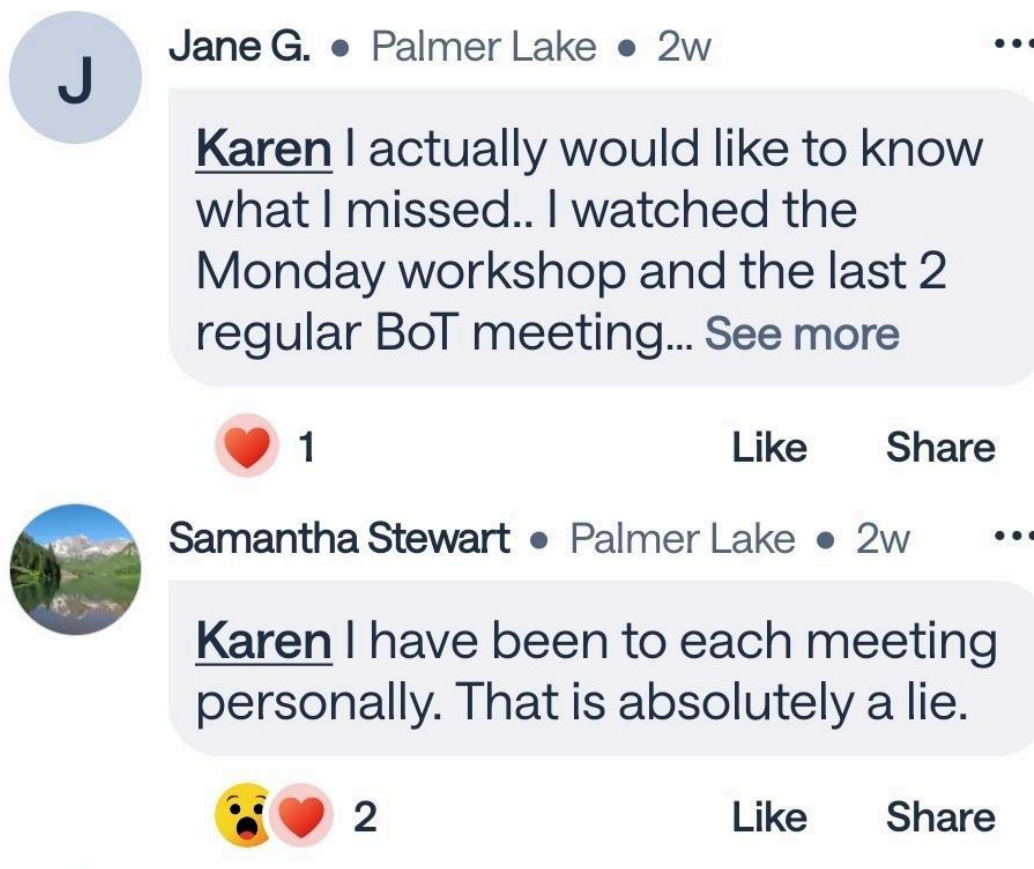 J
Jane G. • Palmer Lake • 2w
Karen I actually would like to know
what I missed.. I watched the
Monday workshop and the last 2
regular BoT meeting... See more
1 Like Share
Samantha Stewart • Palmer Lake • 2w
Karen I have been to each meeting
personally. That is absolutely a lie.
2 Like Share